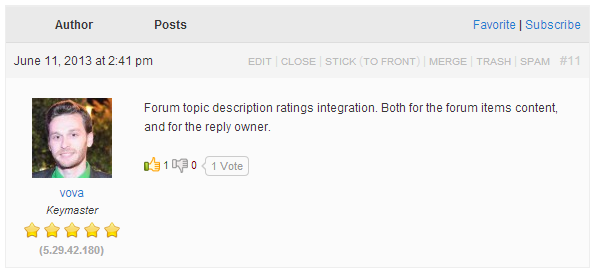 Author Posts Favorite | Subscribe
June 11, 2013 at 2:41 pm EDIT | CLOSE | STICK (TO FRONT) | MERGE | TRASH | SPAM #11
Forum topic description ratings integration. Both for the forum items content,
and for the reply owner.
1 0 1 Vote
vova
Keymaster
(5.29.42.180)